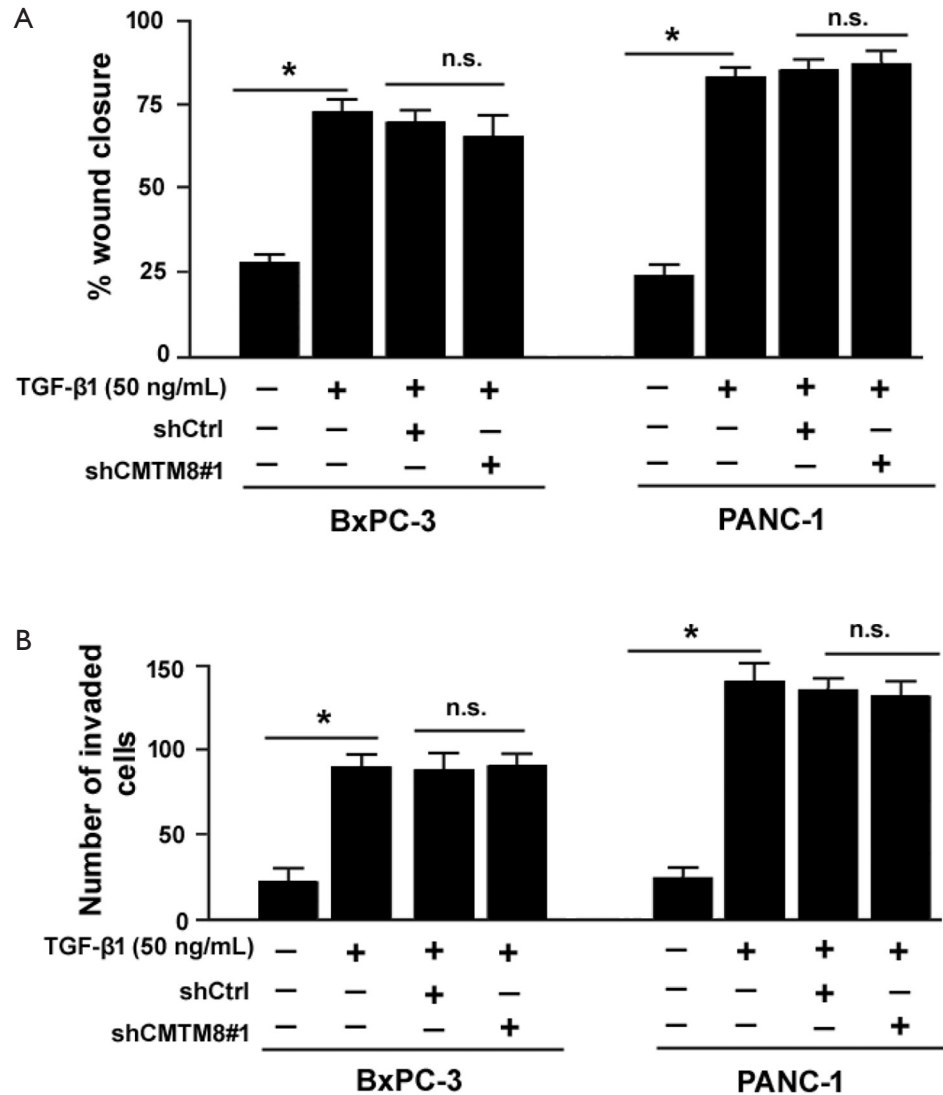 A
% wound closure
100
75
50
25
0
* n.s. * n.s.
TGF-β1 (50 ng/mL) – + + + – + + +
shCtrl – – + – – – + –
shCMTM8#1 – – – + – – – +
BxPC-3 PANC-1
B
Number of invaded
cells
150
100
50
0
* n.s. * n.s.
TGF-β1 (50 ng/mL) – + + + – + + +
shCtrl – – + – – – + –
shCMTM8#1 – – – + – – – +
BxPC-3 PANC-1